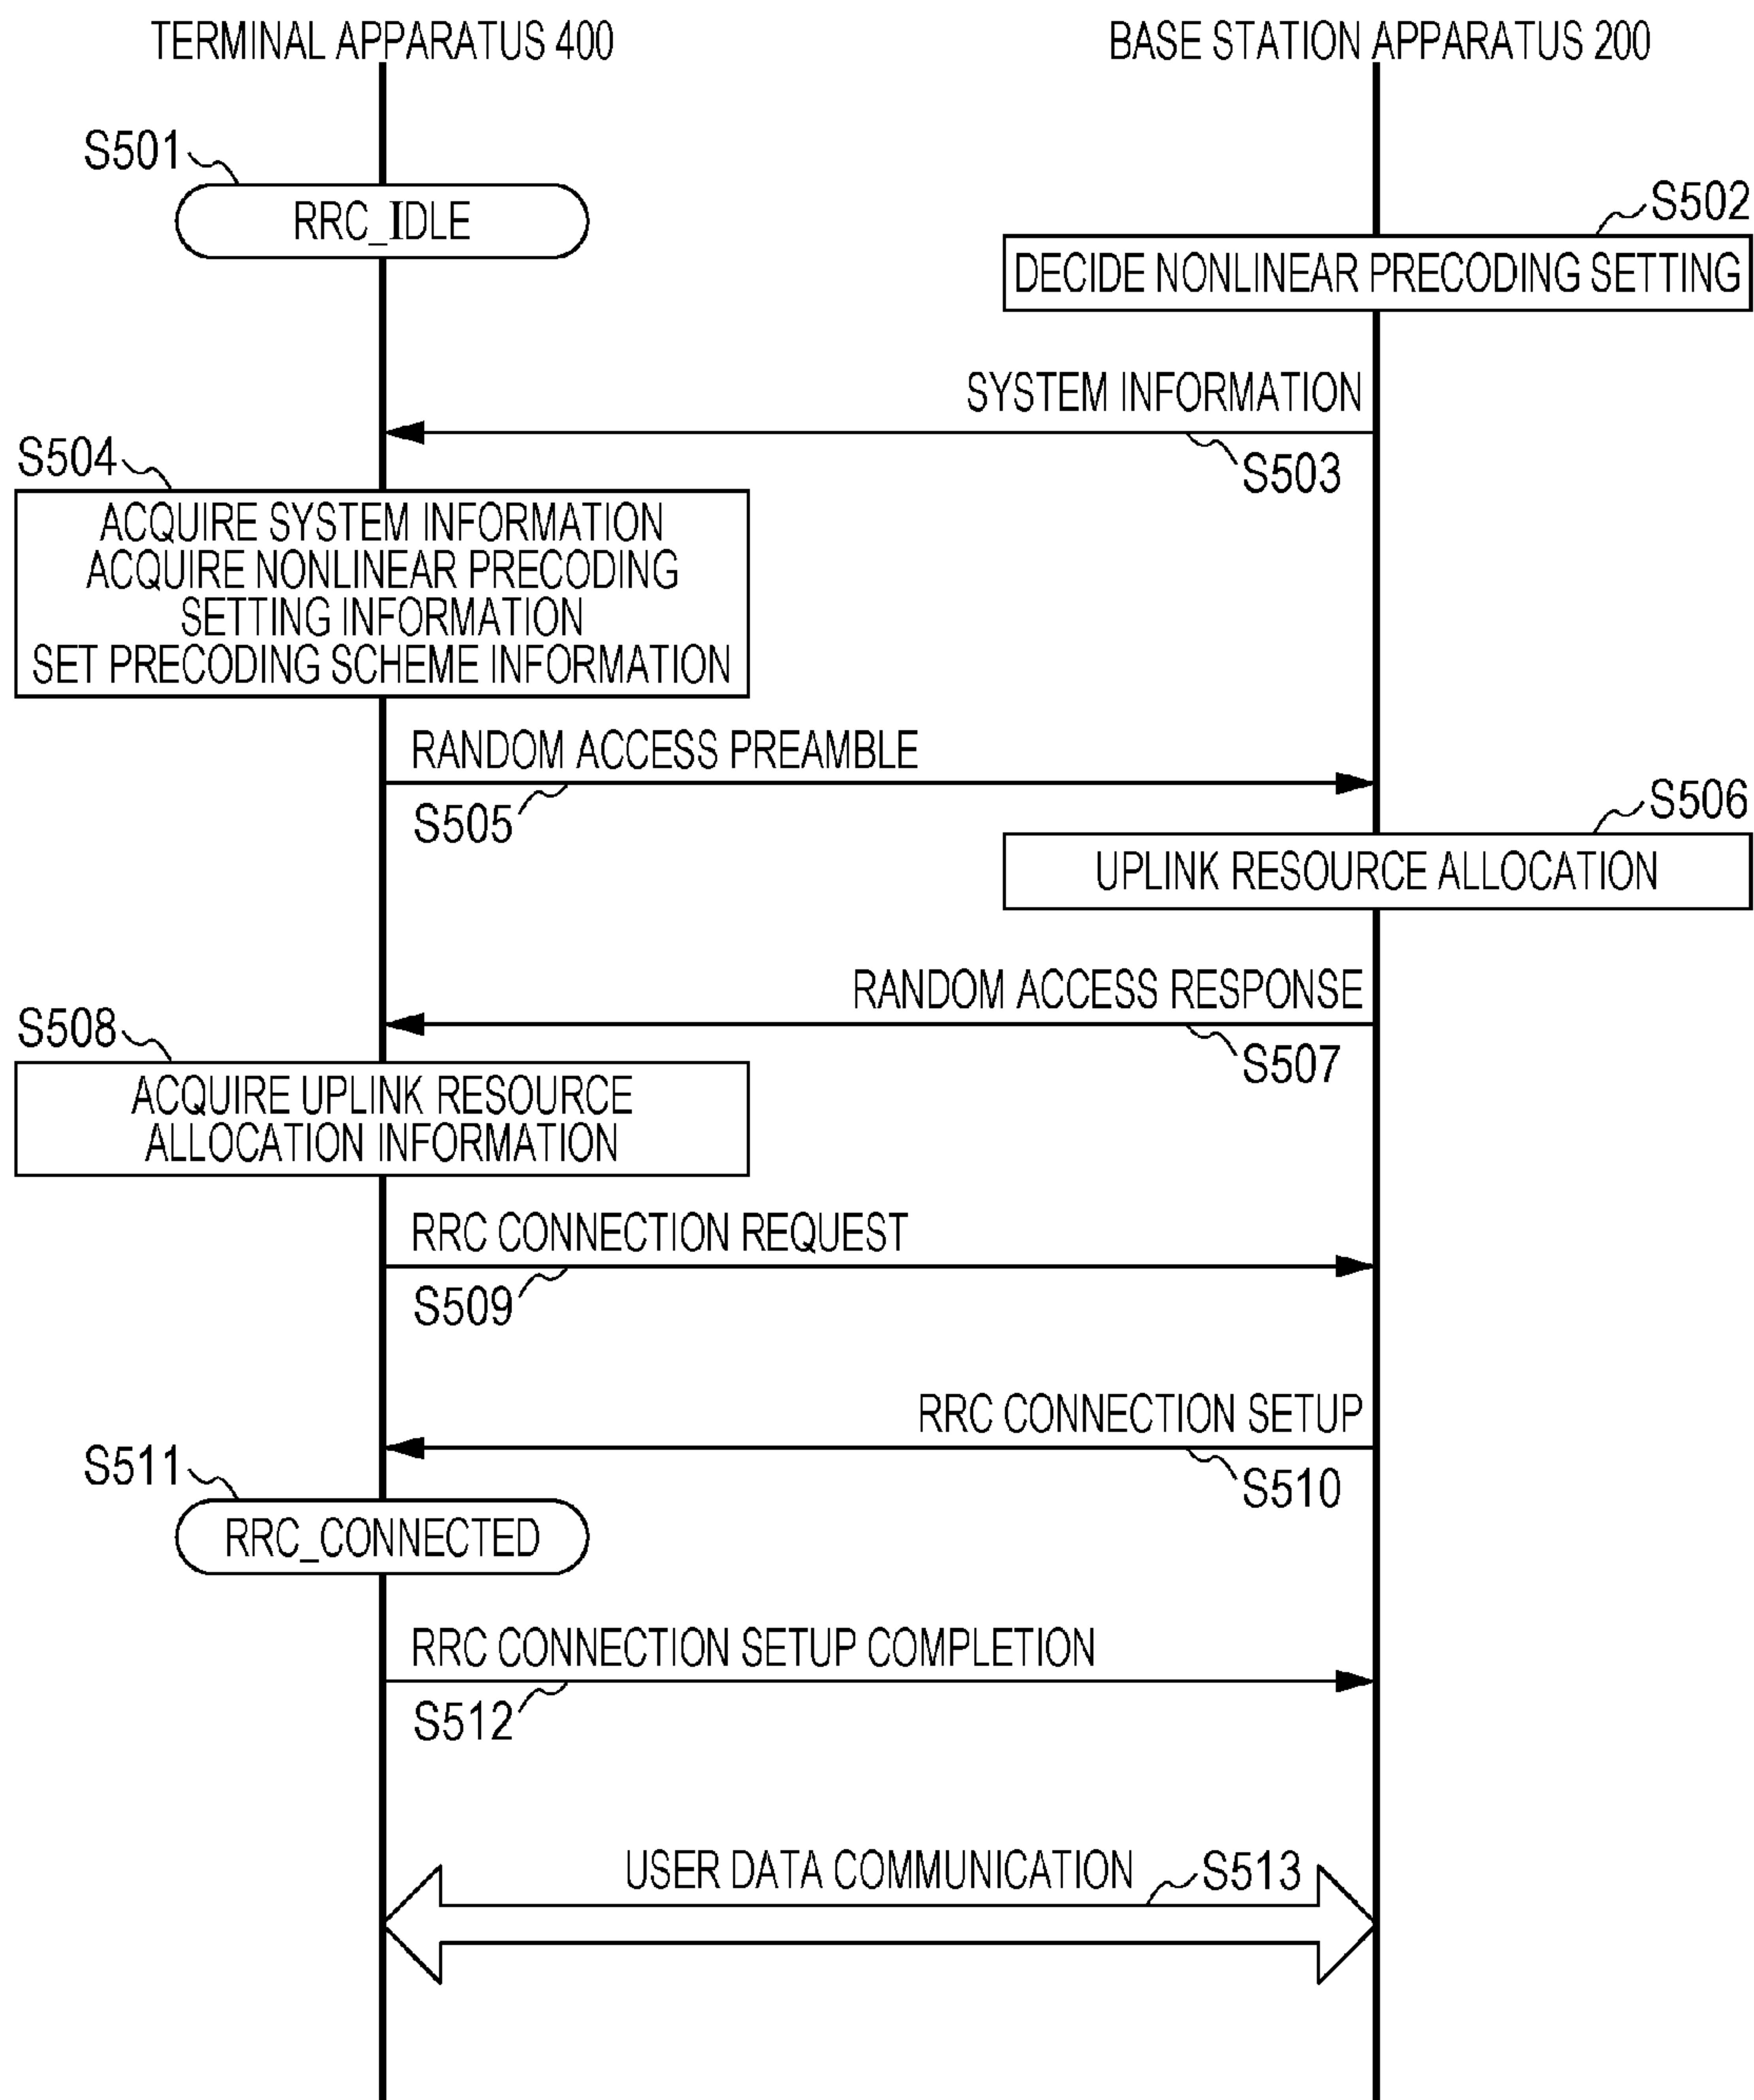 TERMINAL APPARATUS 400
BASE STATION APPARATUS 200
S501
RRC_IDLE
S502
DECIDE NONLINEAR PRECODING SETTING
SYSTEM INFORMATION
S503
S504
ACQUIRE SYSTEM INFORMATION
ACQUIRE NONLINEAR PRECODING
SETTING INFORMATION
SET PRECODING SCHEME INFORMATION
RANDOM ACCESS PREAMBLE
S505
S506
UPLINK RESOURCE ALLOCATION
RANDOM ACCESS RESPONSE
S507
S508
ACQUIRE UPLINK RESOURCE
ALLOCATION INFORMATION
RRC CONNECTION REQUEST
S509
RRC CONNECTION SETUP
S510
S511
RRC_CONNECTED
RRC CONNECTION SETUP COMPLETION
S512
USER DATA COMMUNICATION
S513